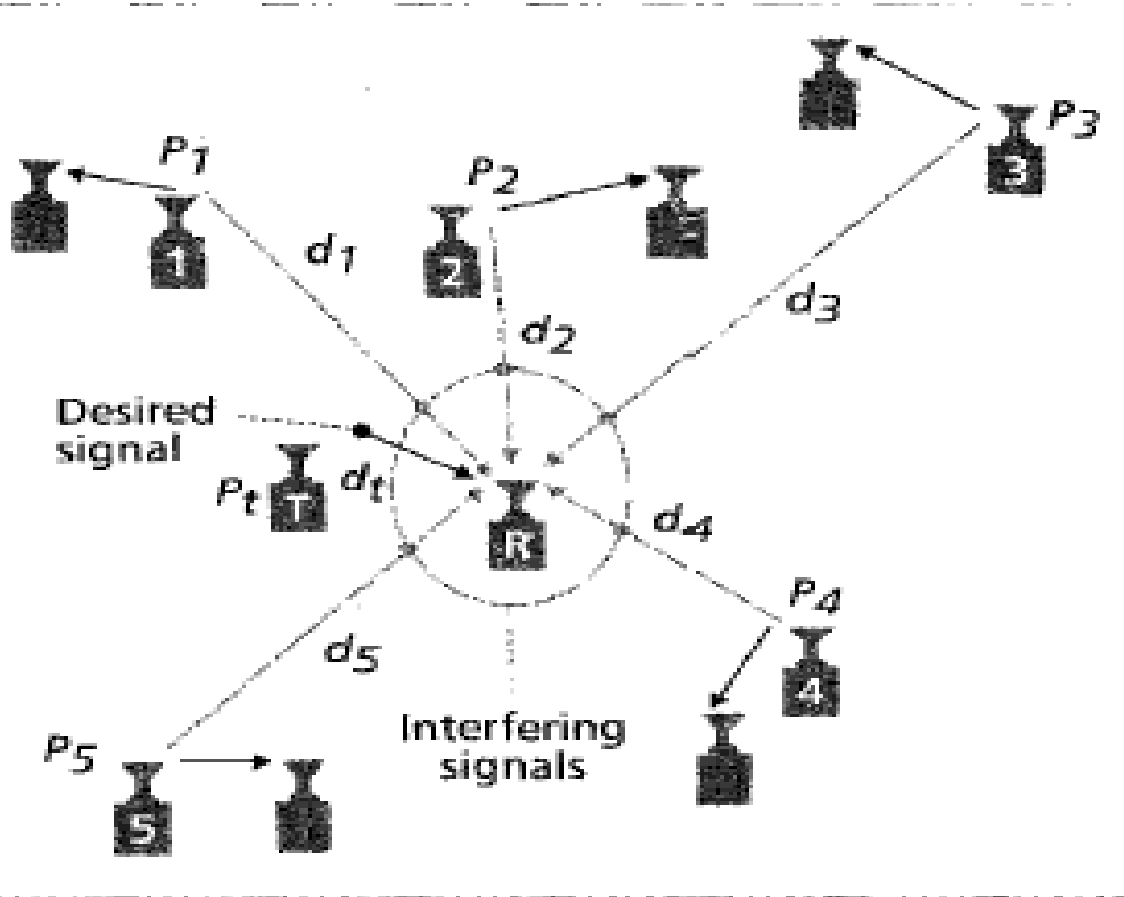 P3
P1
P2
3
1
2
d1
d3
d2
Desired
signal
Pt
T
dt
R
d4
P4
d5
4
Interfering
signals
P5
5